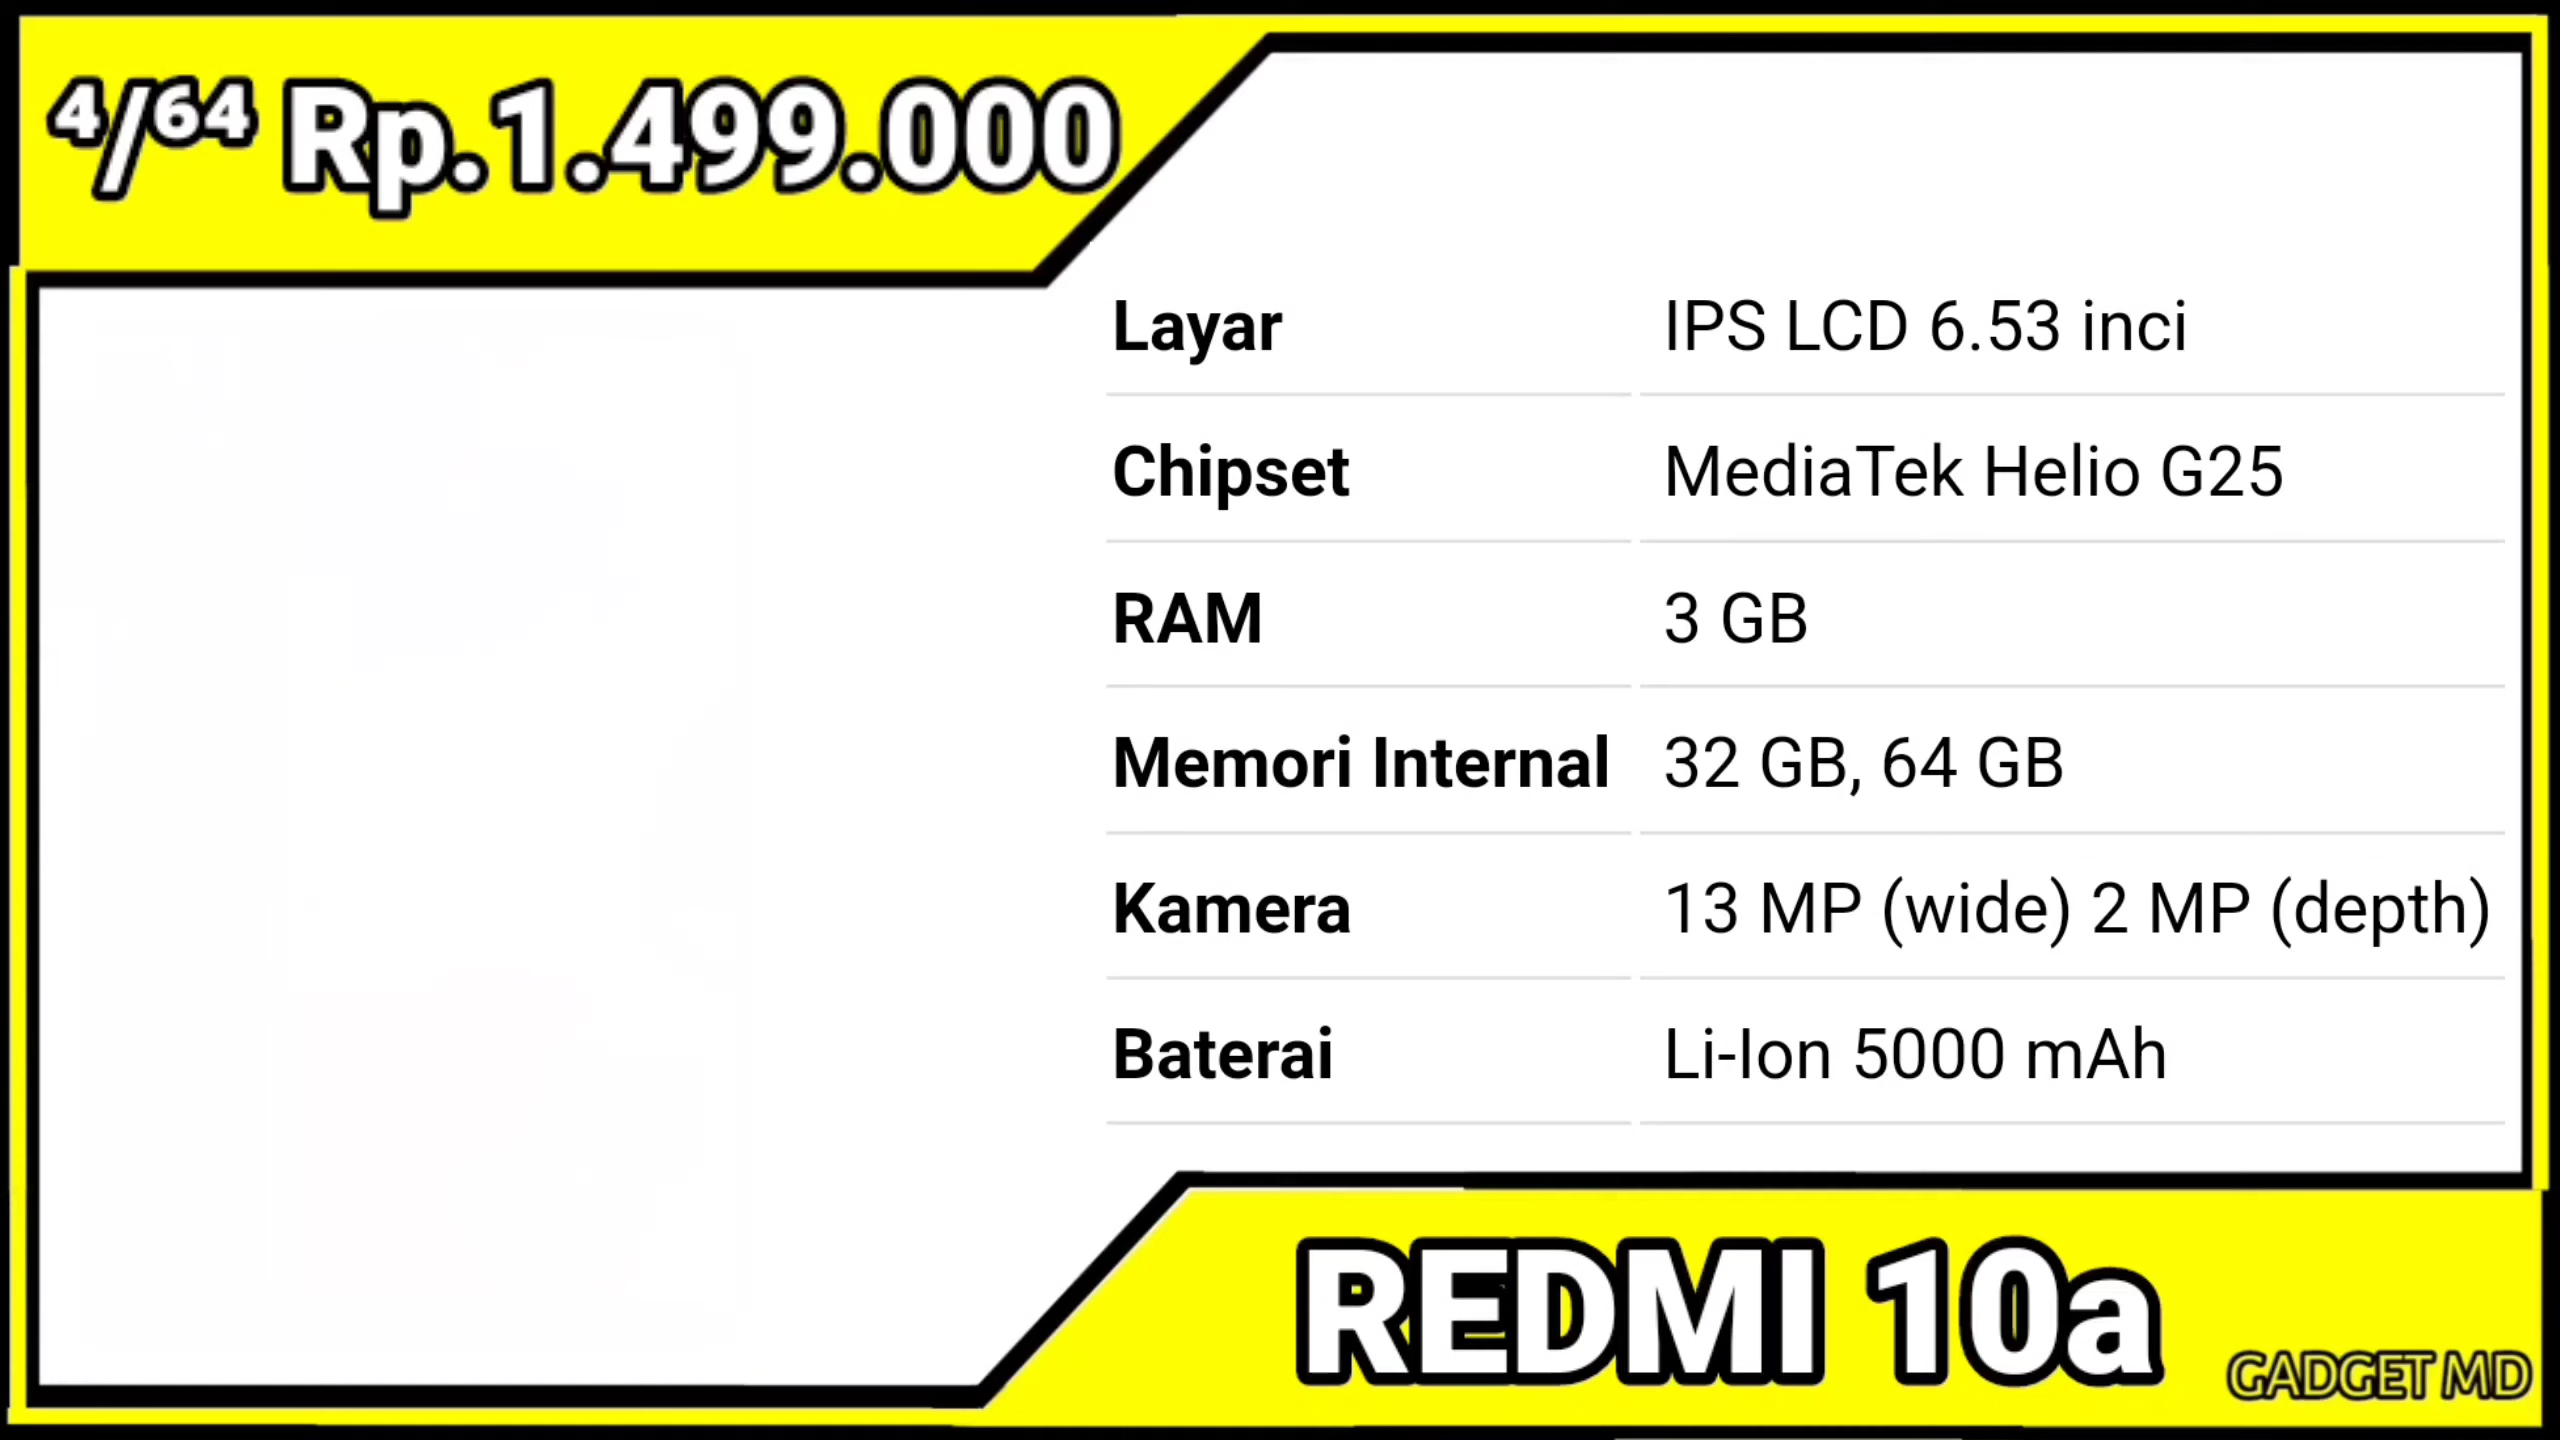 4/64 Rp.1.499.000
Layar IPS LCD 6.53 inci
Chipset MediaTek Helio G25
RAM 3 GB
Memori Internal 32 GB, 64 GB
Kamera 13 MP (wide) 2 MP (depth)
Baterai Li-Ion 5000 mAh
REDMI 10a
GADGET MD